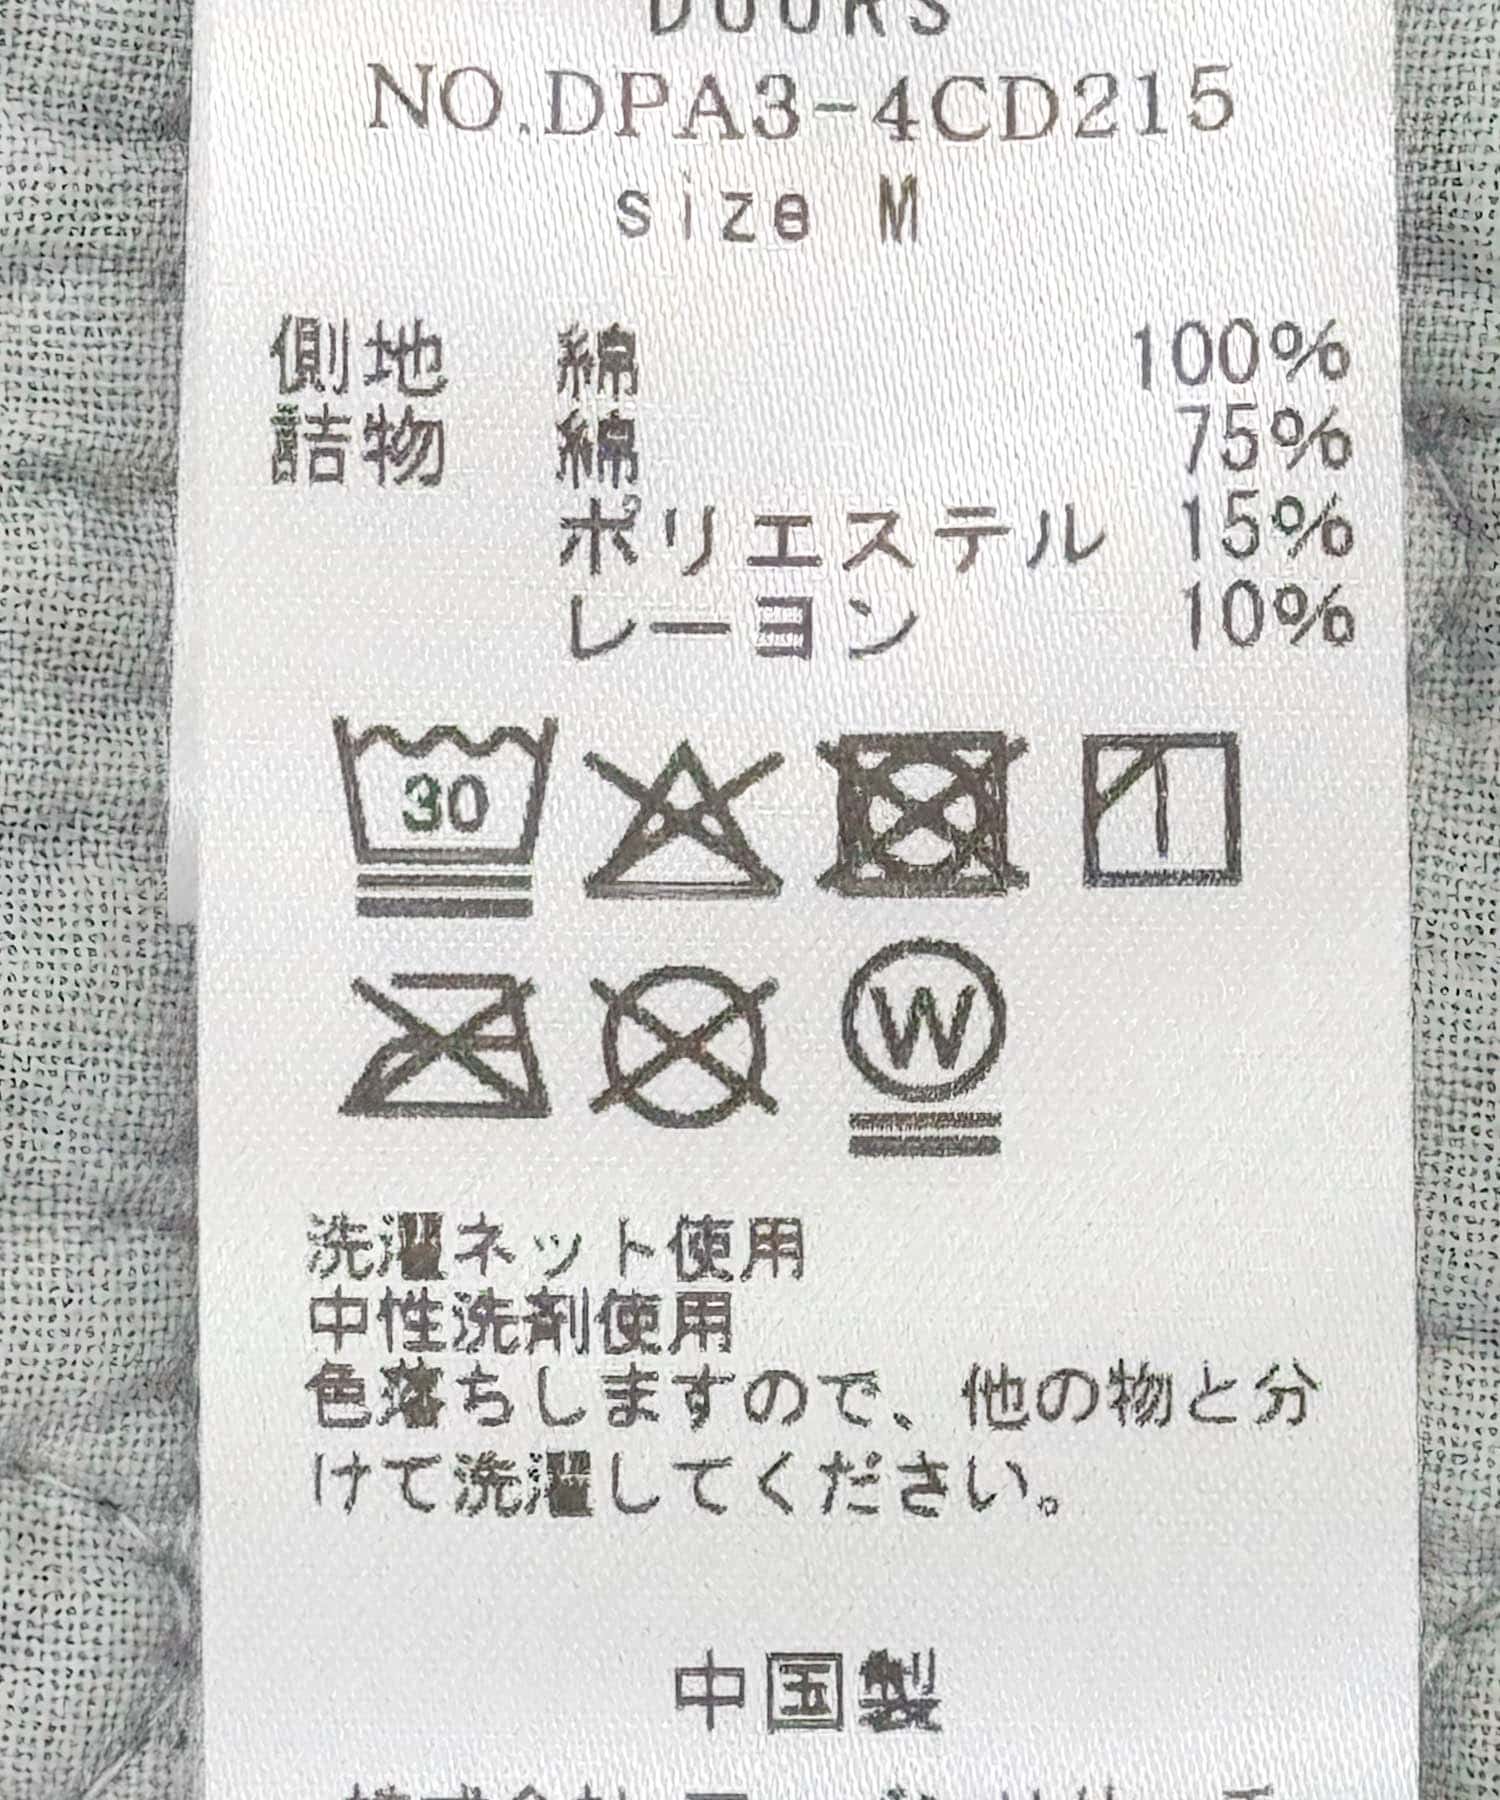 DOORS
NO.DPA3-4CD215
size M
側地 綿 100%
詰物 綿 75%
ポリエステル 15%
レーヨン 10%
30
W
洗濯ネット使用
中性洗剤使用
色落ちしますので、他の物と分
けて洗濯してください。
中国製